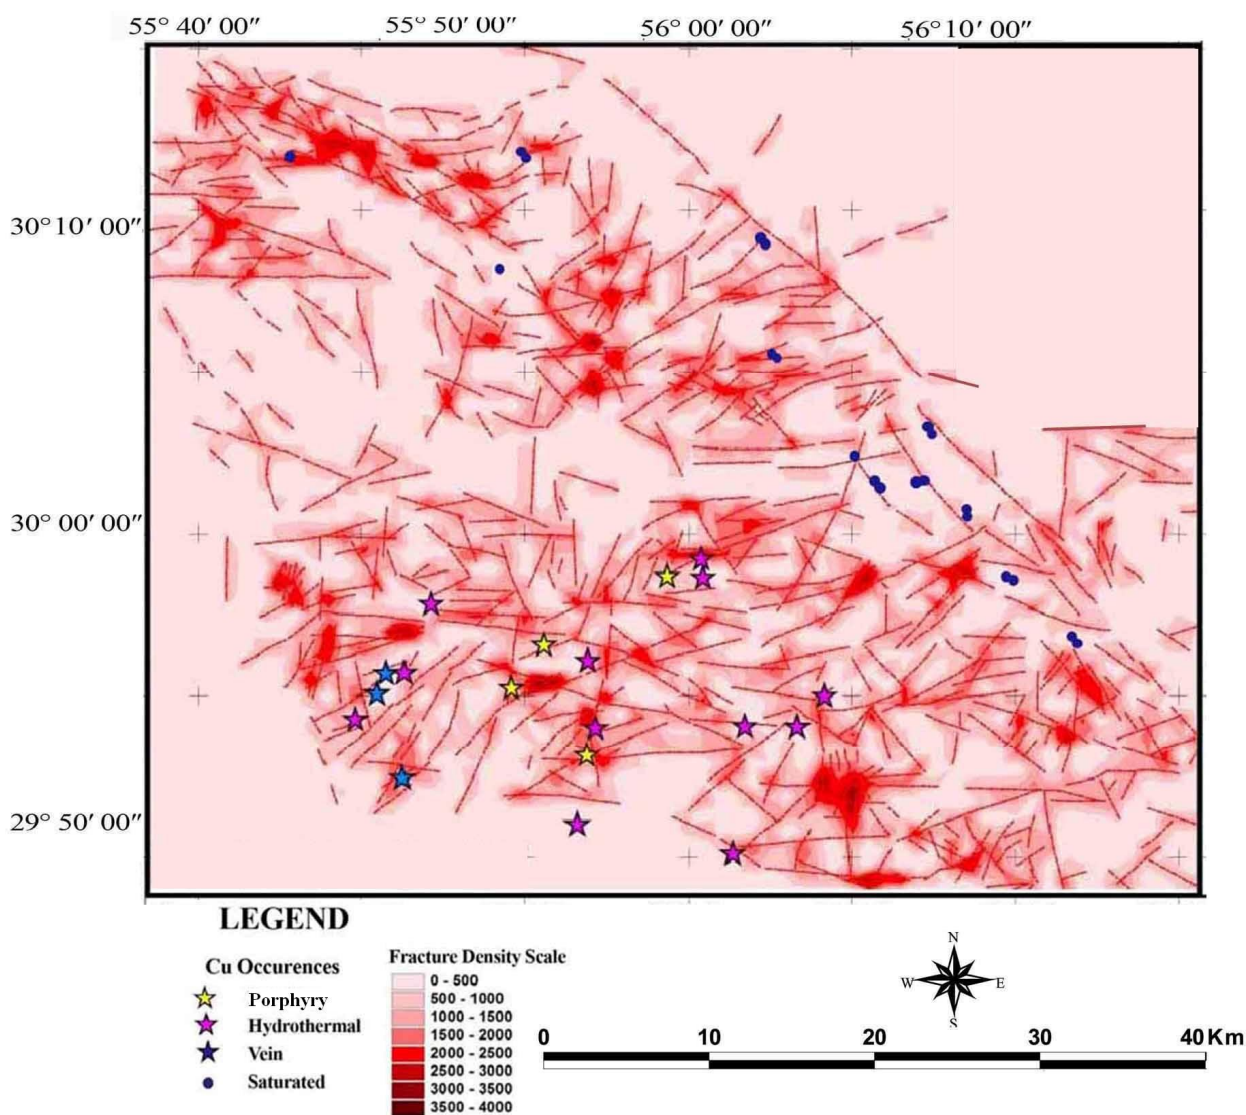 55° 40′ 00″ 55° 50′ 00″ 56° 00′ 00″ 56° 10′ 00″
30° 10′ 00″
30° 00′ 00″
29° 50′ 00″
LEGEND
Cu Occurences
Porphyry
Hydrothermal
Vein
Saturated
Fracture Density Scale
0 - 500
500 - 1000
1000 - 1500
1500 - 2000
2000 - 2500
2500 - 3000
3000 - 3500
3500 - 4000
N
W E
S
0 10 20 30 40 Km